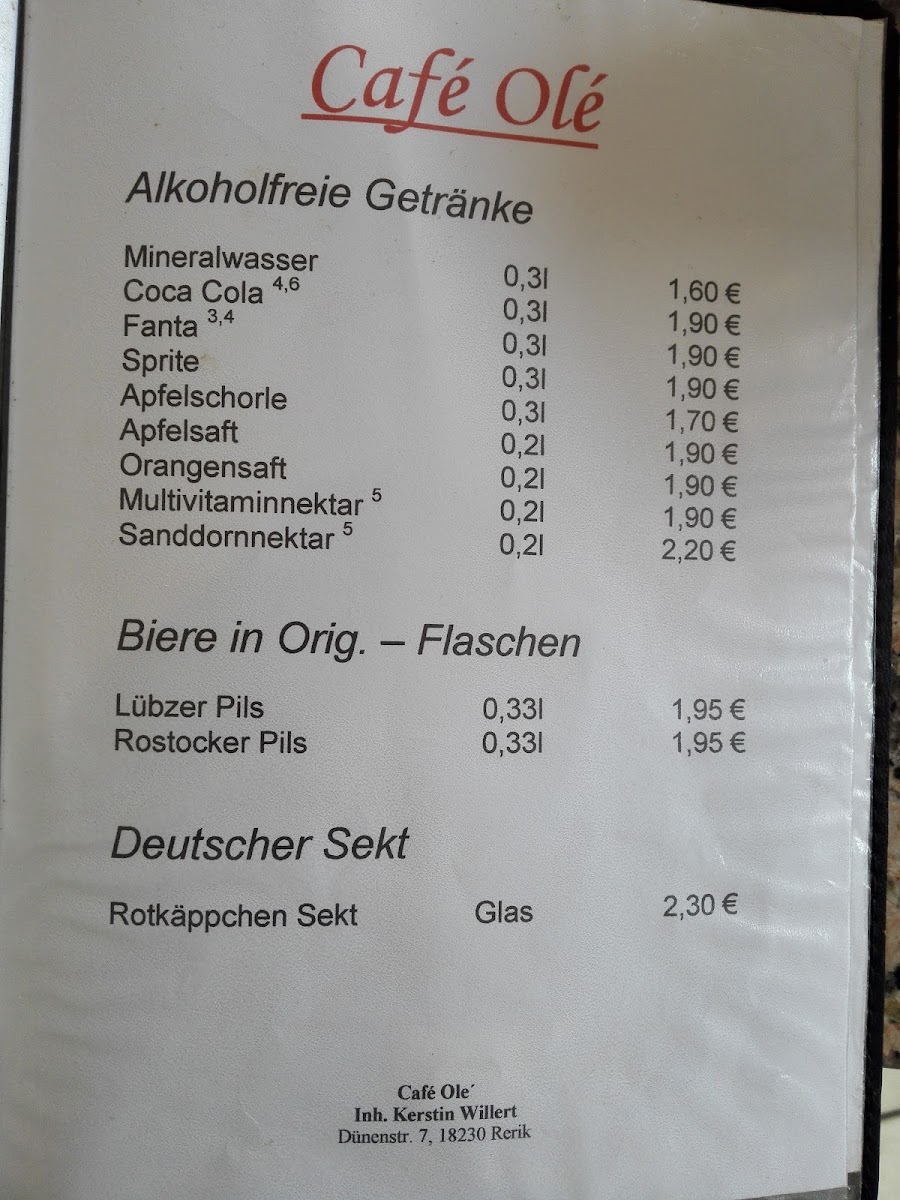 Café Olé
Alkoholfreie Getränke
Mineralwasser 0,3l 1,60 €
Coca Cola 4,6 0,3l 1,90 €
Fanta 3,4 0,3l 1,90 €
Sprite 0,3l 1,90 €
Apfelschorle 0,3l 1,70 €
Apfelsaft 0,2l 1,90 €
Orangensaft 0,2l 1,90 €
Multivitaminnektar 5 0,2l 1,90 €
Sanddornnektar 5 0,2l 2,20 €
Biere in Orig. – Flaschen
Lübzer Pils 0,33l 1,95 €
Rostocker Pils 0,33l 1,95 €
Deutscher Sekt
Rotkäppchen Sekt Glas 2,30 €
Café Ole´
Inh. Kerstin Willert
Dünenstr. 7, 18230 Rerik